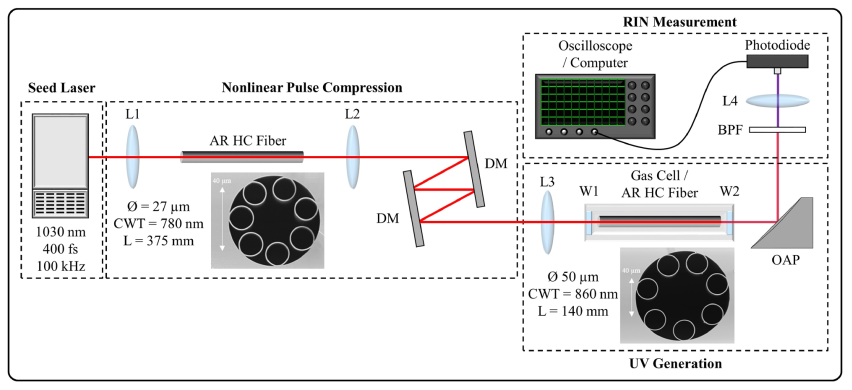 RIN Measurement
Oscilloscope
/ Computer
Photodiode
L4
BPF
Seed Laser
Nonlinear Pulse Compression
L1
L2
AR HC Fiber
DM
DM
40 µm
Ø = 27 µm
CWT = 780 nm
L = 375 mm
1030 nm
400 fs
100 kHz
L3
Gas Cell /
AR HC Fiber
W1
W2
OAP
40 µm
Ø 50 µm
CWT = 860 nm
L = 140 mm
UV Generation